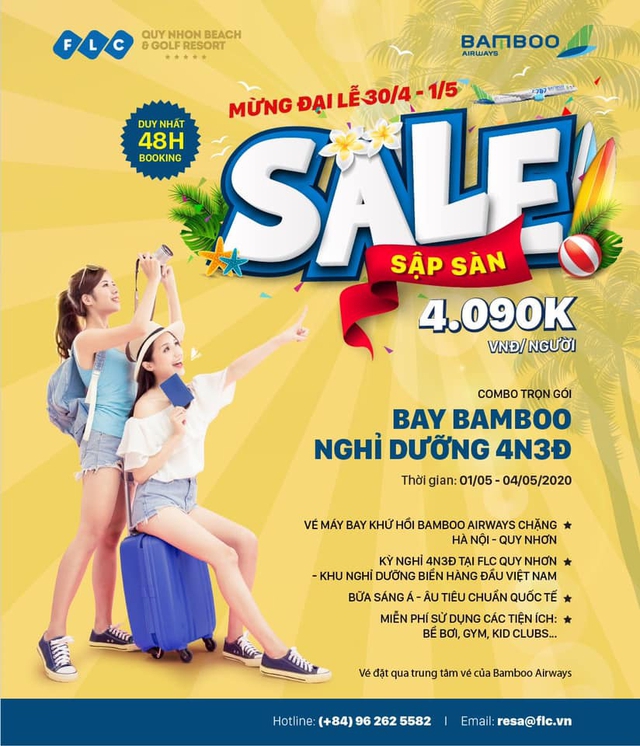 FLC
QUY NHON BEACH
& GOLF RESORT
BAMBOO
AIRWAYS
MỪNG ĐẠI LỄ 30/4 - 1/5
DUY NHẤT
48H
BOOKING
SALE
SẬP SÀN
4.090K
VNĐ/NGƯỜI
COMBO TRỌN GÓI
BAY BAMBOO
NGHỈ DƯỠNG 4N3Đ
Thời gian: 01/05 - 04/05/2020
VÉ MÁY BAY KHỨ HỒI BAMBOO AIRWAYS CHẶNG ★
HÀ NỘI - QUY NHƠN
KỲ NGHỈ 4N3Đ TẠI FLC QUY NHƠN ★
- KHU NGHỈ DƯỠNG BIỂN HÀNG ĐẦU VIỆT NAM
BỮA SÁNG Á - ÂU TIÊU CHUẨN QUỐC TẾ ★
MIỄN PHÍ SỬ DỤNG CÁC TIỆN ÍCH: ★
BỂ BƠI, GYM, KID CLUBS...
Vé đặt qua trung tâm vé của Bamboo Airways
Hotline: (+84) 96 262 5582 | Email: resa@flc.vn